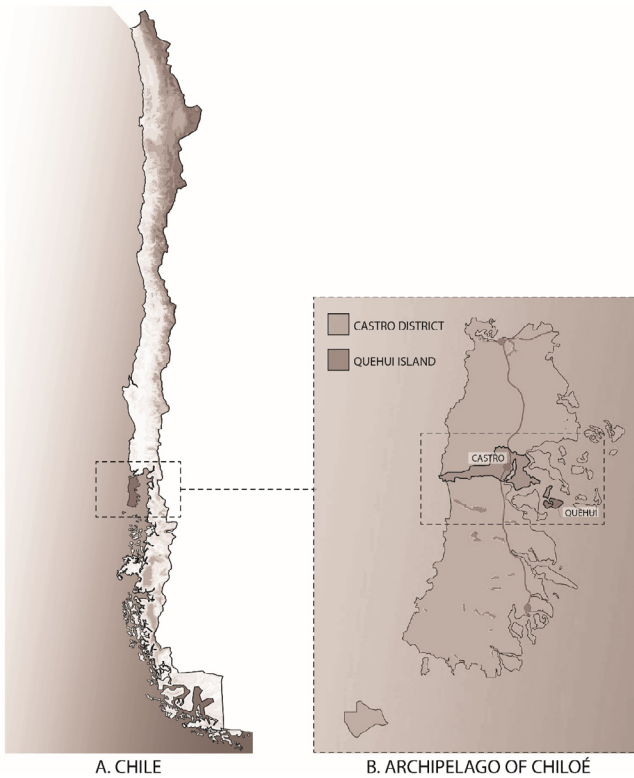 CASTRO DISTRICT
QUEHUI ISLAND
CASTRO
QUEHUI
A. CHILE
B. ARCHIPELAGO OF CHILOÉ